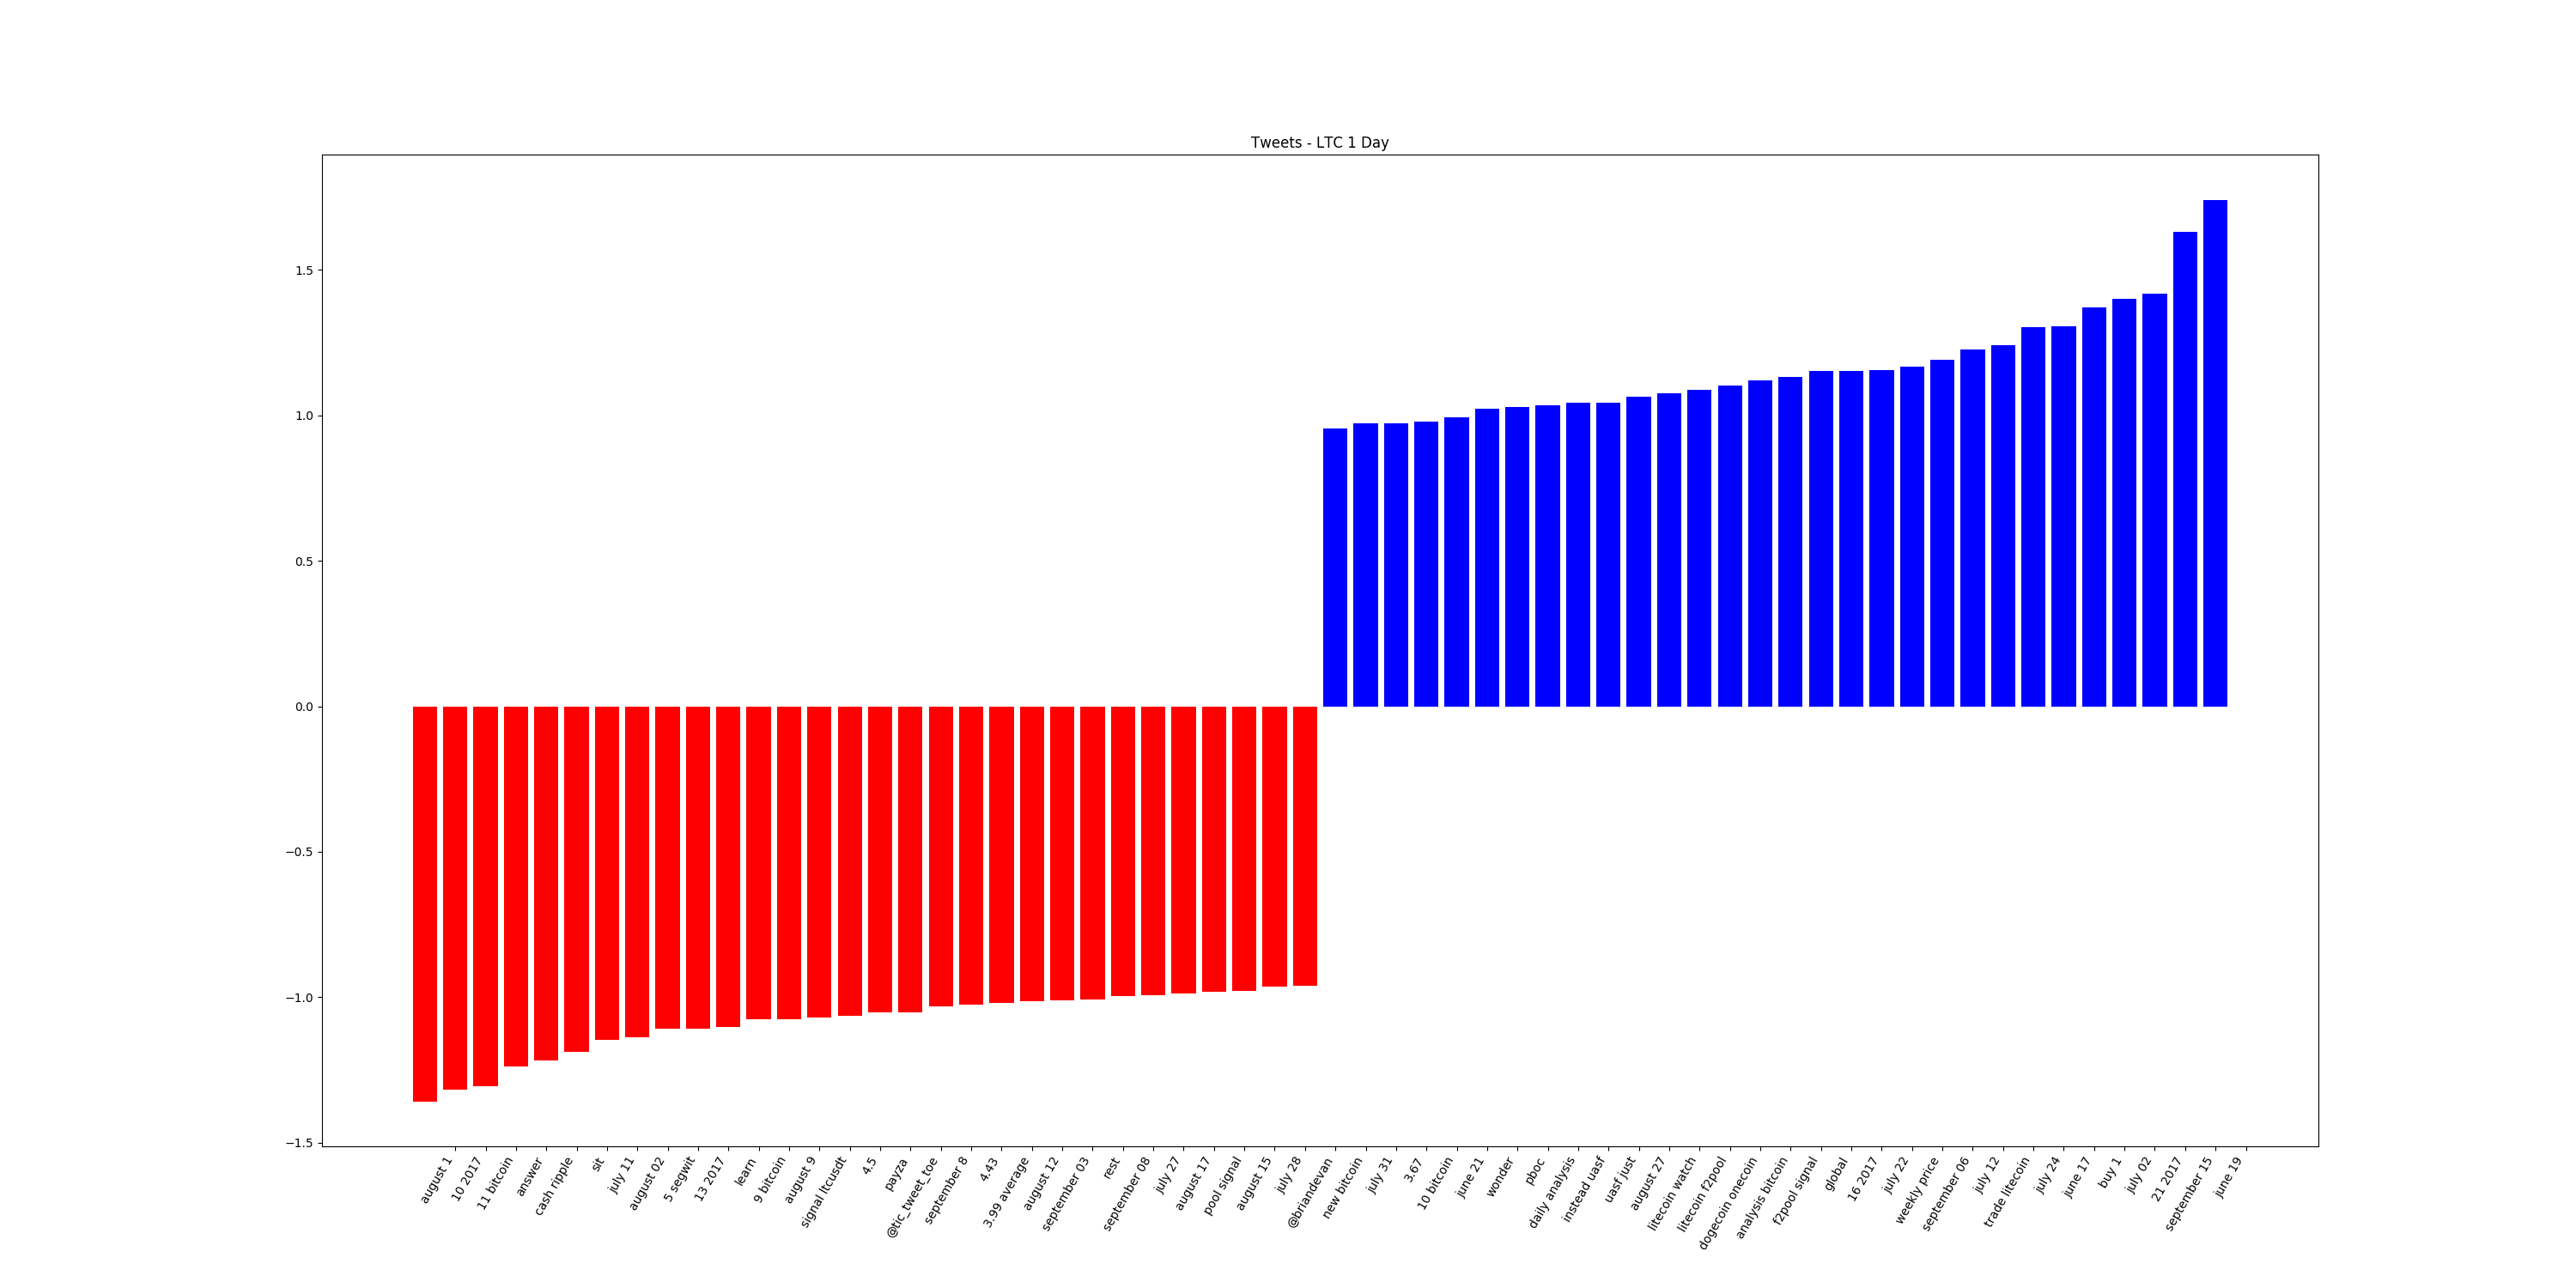 Tweets - LTC 1 Day
1.5
1.0
0.5
0.0
−0.5
−1.0
−1.5
august 1
10 2017
11 bitcoin
answer
cash ripple
sit
july 11
august 02
5 segwit
13 2017
learn
9 bitcoin
august 9
signal ltcusdt
4.5
payza
@tic_tweet_toe
september 8
4.43
3.99 average
august 12
september 03
rest
september 08
july 27
august 17
pool signal
august 15
july 28
@briandevan
new bitcoin
july 31
3.67
10 bitcoin
june 21
wonder
pboc
daily analysis
instead uasf
uasf just
august 27
litecoin watch
litecoin f2pool
dogecoin onecoin
analysis bitcoin
f2pool signal
global
16 2017
july 22
weekly price
september 06
july 12
trade litecoin
july 24
june 17
buy 1
july 02
21 2017
september 15
june 19